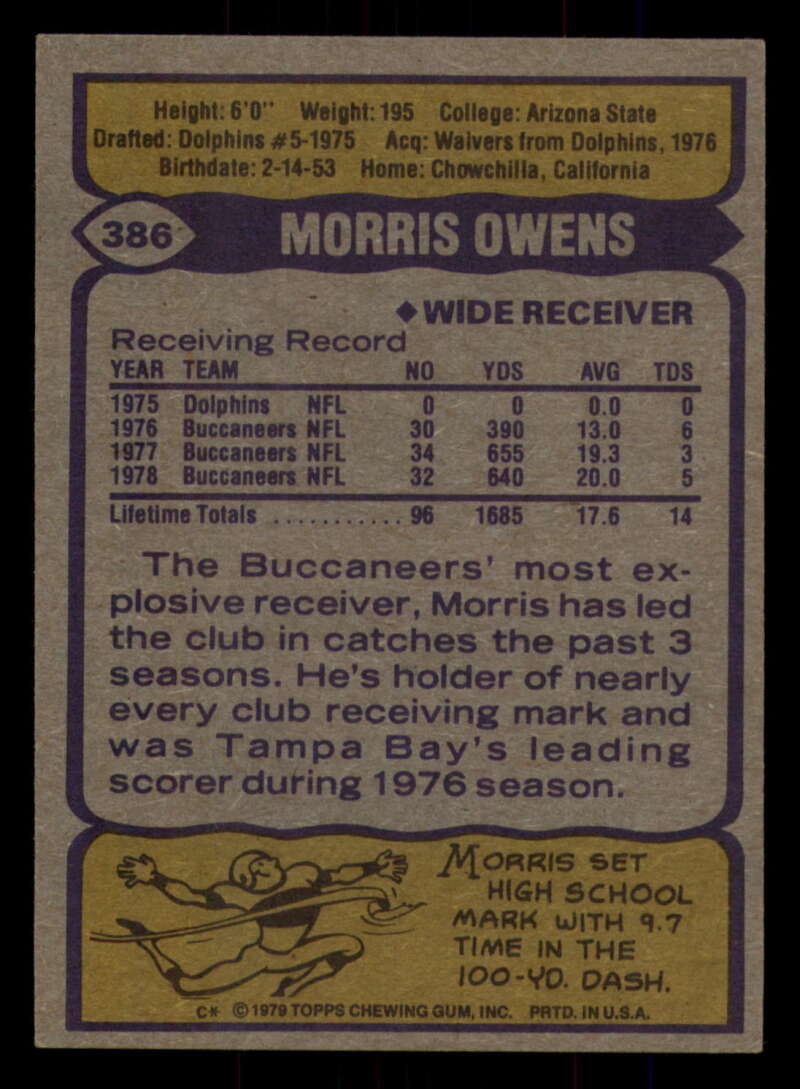 Height: 6'0" Weight: 195 College: Arizona State
Drafted: Dolphins #5-1975 Acq: Waivers from Dolphins, 1976
Birthdate: 2-14-53 Home: Chowchilla, California
386 MORRIS OWENS
◆WIDE RECEIVER
Receiving Record
YEAR TEAM NO YDS AVG TDS
1975 Dolphins NFL 0 0 0.0 0
1976 Buccaneers NFL 30 390 13.0 6
1977 Buccaneers NFL 34 655 19.3 3
1978 Buccaneers NFL 32 640 20.0 5
Lifetime Totals ........... 96 1685 17.6 14
The Buccaneers' most ex-
plosive receiver, Morris has led
the club in catches the past 3
seasons. He's holder of nearly
every club receiving mark and
was Tampa Bay's leading
scorer during 1976 season.
MORRIS SET
HIGH SCHOOL
MARK WITH 9.7
TIME IN THE
100-YD. DASH.
C* ©1979 TOPPS CHEWING GUM, INC. PRTD. IN U.S.A.